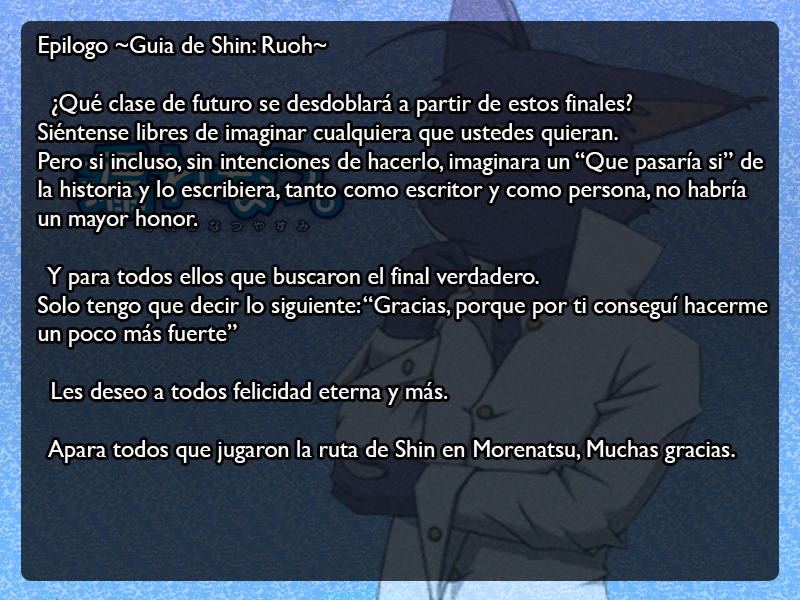 Epilogo ~Guia de Shin: Ruoh~
¿Qué clase de futuro se desdoblará a partir de estos finales?
Siéntense libres de imaginar cualquiera que ustedes quieran.
Pero si incluso, sin intenciones de hacerlo, imaginara un “Que pasaría si” de
la historia y lo escribiera, tanto como escritor y como persona, no habría
un mayor honor.
Y para todos ellos que buscaron el final verdadero.
Solo tengo que decir lo siguiente: “Gracias, porque por ti conseguí hacerme
un poco más fuerte”
Les deseo a todos felicidad eterna y más.
Apara todos que jugaron la ruta de Shin en Morenatsu, Muchas gracias.